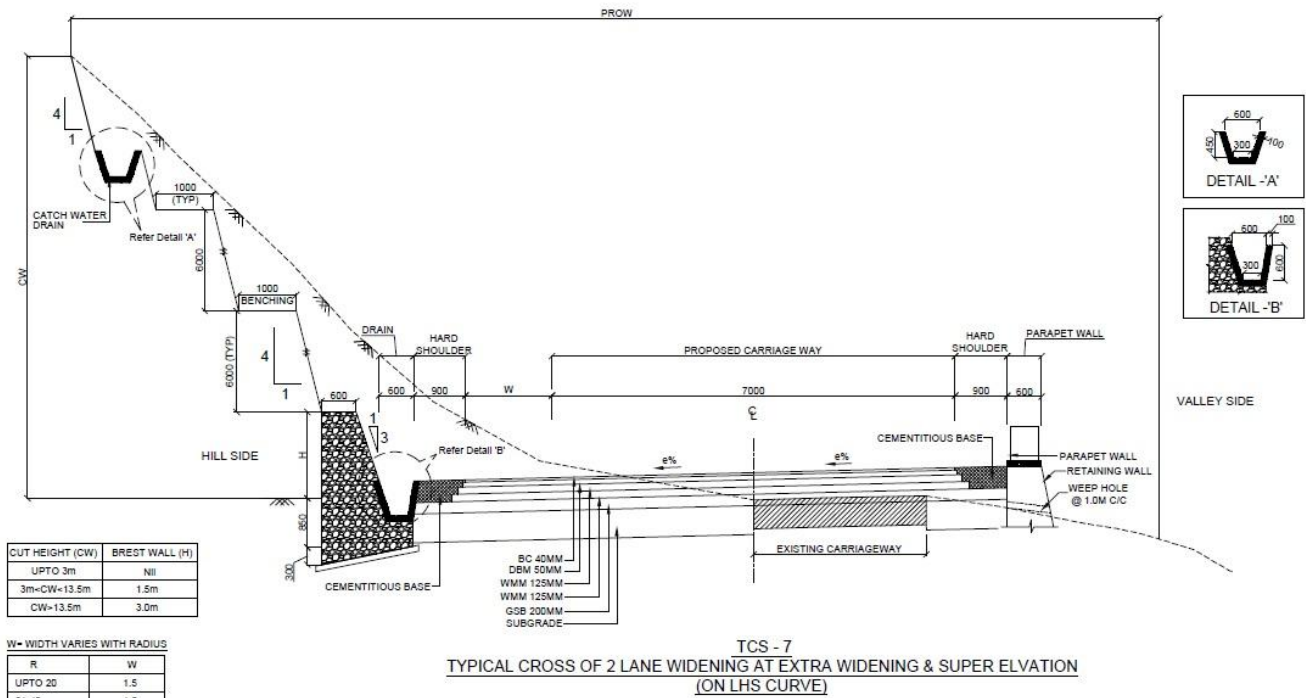 PROW
4
1
CATCH WATER
DRAIN
Refer Detail 'A'
1000
(TYP)
6000
1000
BENCHING
6000 (TYP)
4
1
CW
600
H
HILL SIDE
850
300
1
3
Refer Detail 'B'
DRAIN
HARD
SHOULDER
PROPOSED CARRIAGE WAY
HARD
SHOULDER
PARAPET WALL
600
900
W
7000
900
600
e%
e%
CEMENTITIOUS BASE
PARAPET WALL
RETAINING WALL
WEEP HOLE
@ 1.0M C/C
VALLEY SIDE
EXISTING CARRIAGEWAY
CEMENTITIOUS BASE
BC 40MM
DBM 50MM
WMM 125MM
WMM 125MM
GSB 200MM
SUBGRADE
600
450
300
100
DETAIL -'A'
100
600
300
600
DETAIL -'B'
CUT HEIGHT (CW) BREST WALL (H)
UPTO 3m Nil
3m<CW<13.5m 1.5m
CW>13.5m 3.0m
W= WIDTH VARIES WITH RADIUS
R W
UPTO 20 1.5
TCS - 7
TYPICAL CROSS OF 2 LANE WIDENING AT EXTRA WIDENING & SUPER ELVATION
(ON LHS CURVE)